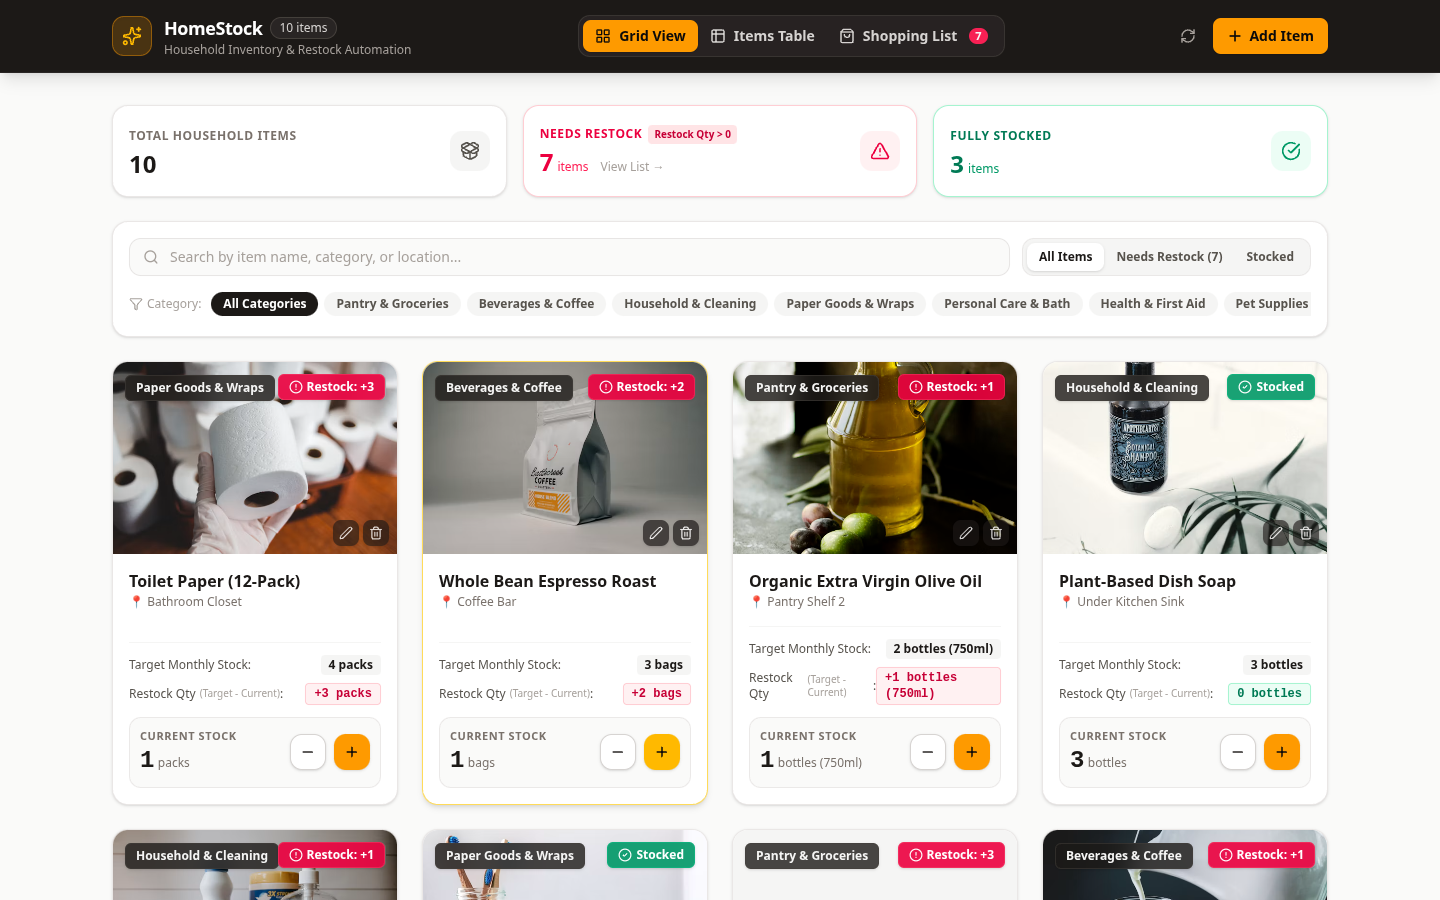 HomeStock 10 items
Household Inventory & Restock Automation
Grid View
Items Table
Shopping List 7
Add Item
TOTAL HOUSEHOLD ITEMS
10
NEEDS RESTOCK Restock Qty > 0
7 items View List →
FULLY STOCKED
3 items
Search by item name, category, or location...
All Items Needs Restock (7) Stocked
Category: All Categories Pantry & Groceries Beverages & Coffee Household & Cleaning Paper Goods & Wraps Personal Care & Bath Health & First Aid Pet Supplies
Paper Goods & Wraps Restock: +3
Toilet Paper (12-Pack)
Bathroom Closet
Target Monthly Stock: 4 packs
Restock Qty (Target - Current): +3 packs
CURRENT STOCK
1 packs
Beverages & Coffee Restock: +2
COFFEE
Whole Bean Espresso Roast
Coffee Bar
Target Monthly Stock: 3 bags
Restock Qty (Target - Current): +2 bags
CURRENT STOCK
1 bags
Pantry & Groceries Restock: +1
Organic Extra Virgin Olive Oil
Pantry Shelf 2
Target Monthly Stock: 2 bottles (750ml)
Restock Qty (Target - Current): +1 bottles (750ml)
CURRENT STOCK
1 bottles (750ml)
Household & Cleaning Stocked
APOTHECARY
BOTANICAL
SHAMPOO
Plant-Based Dish Soap
Under Kitchen Sink
Target Monthly Stock: 3 bottles
Restock Qty (Target - Current): 0 bottles
CURRENT STOCK
3 bottles
Household & Cleaning Restock: +1
Paper Goods & Wraps Stocked
Pantry & Groceries Restock: +3
Beverages & Coffee Restock: +1